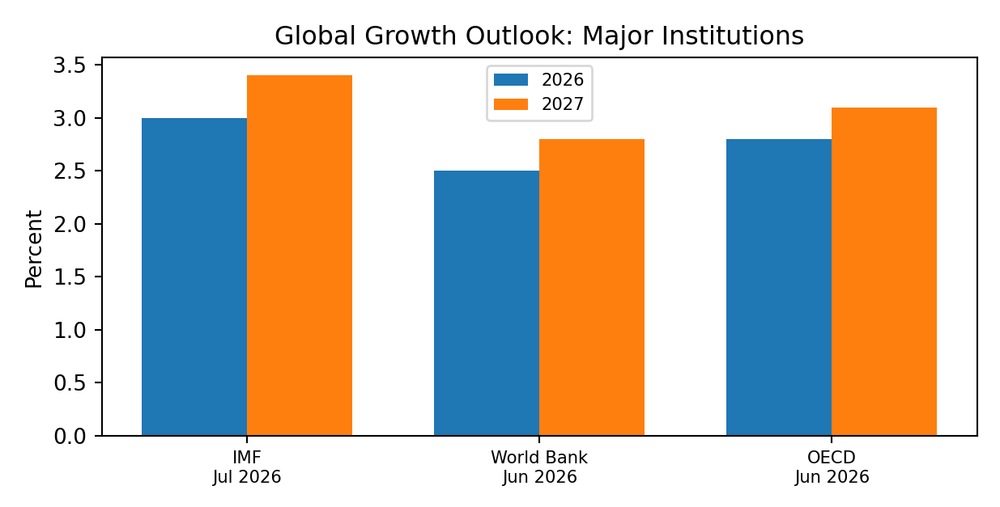 Global Growth Outlook: Major Institutions
3.5
3.0
2.5
2.0
1.5
1.0
0.5
0.0
Percent
2026
2027
IMF
Jul 2026
World Bank
Jun 2026
OECD
Jun 2026